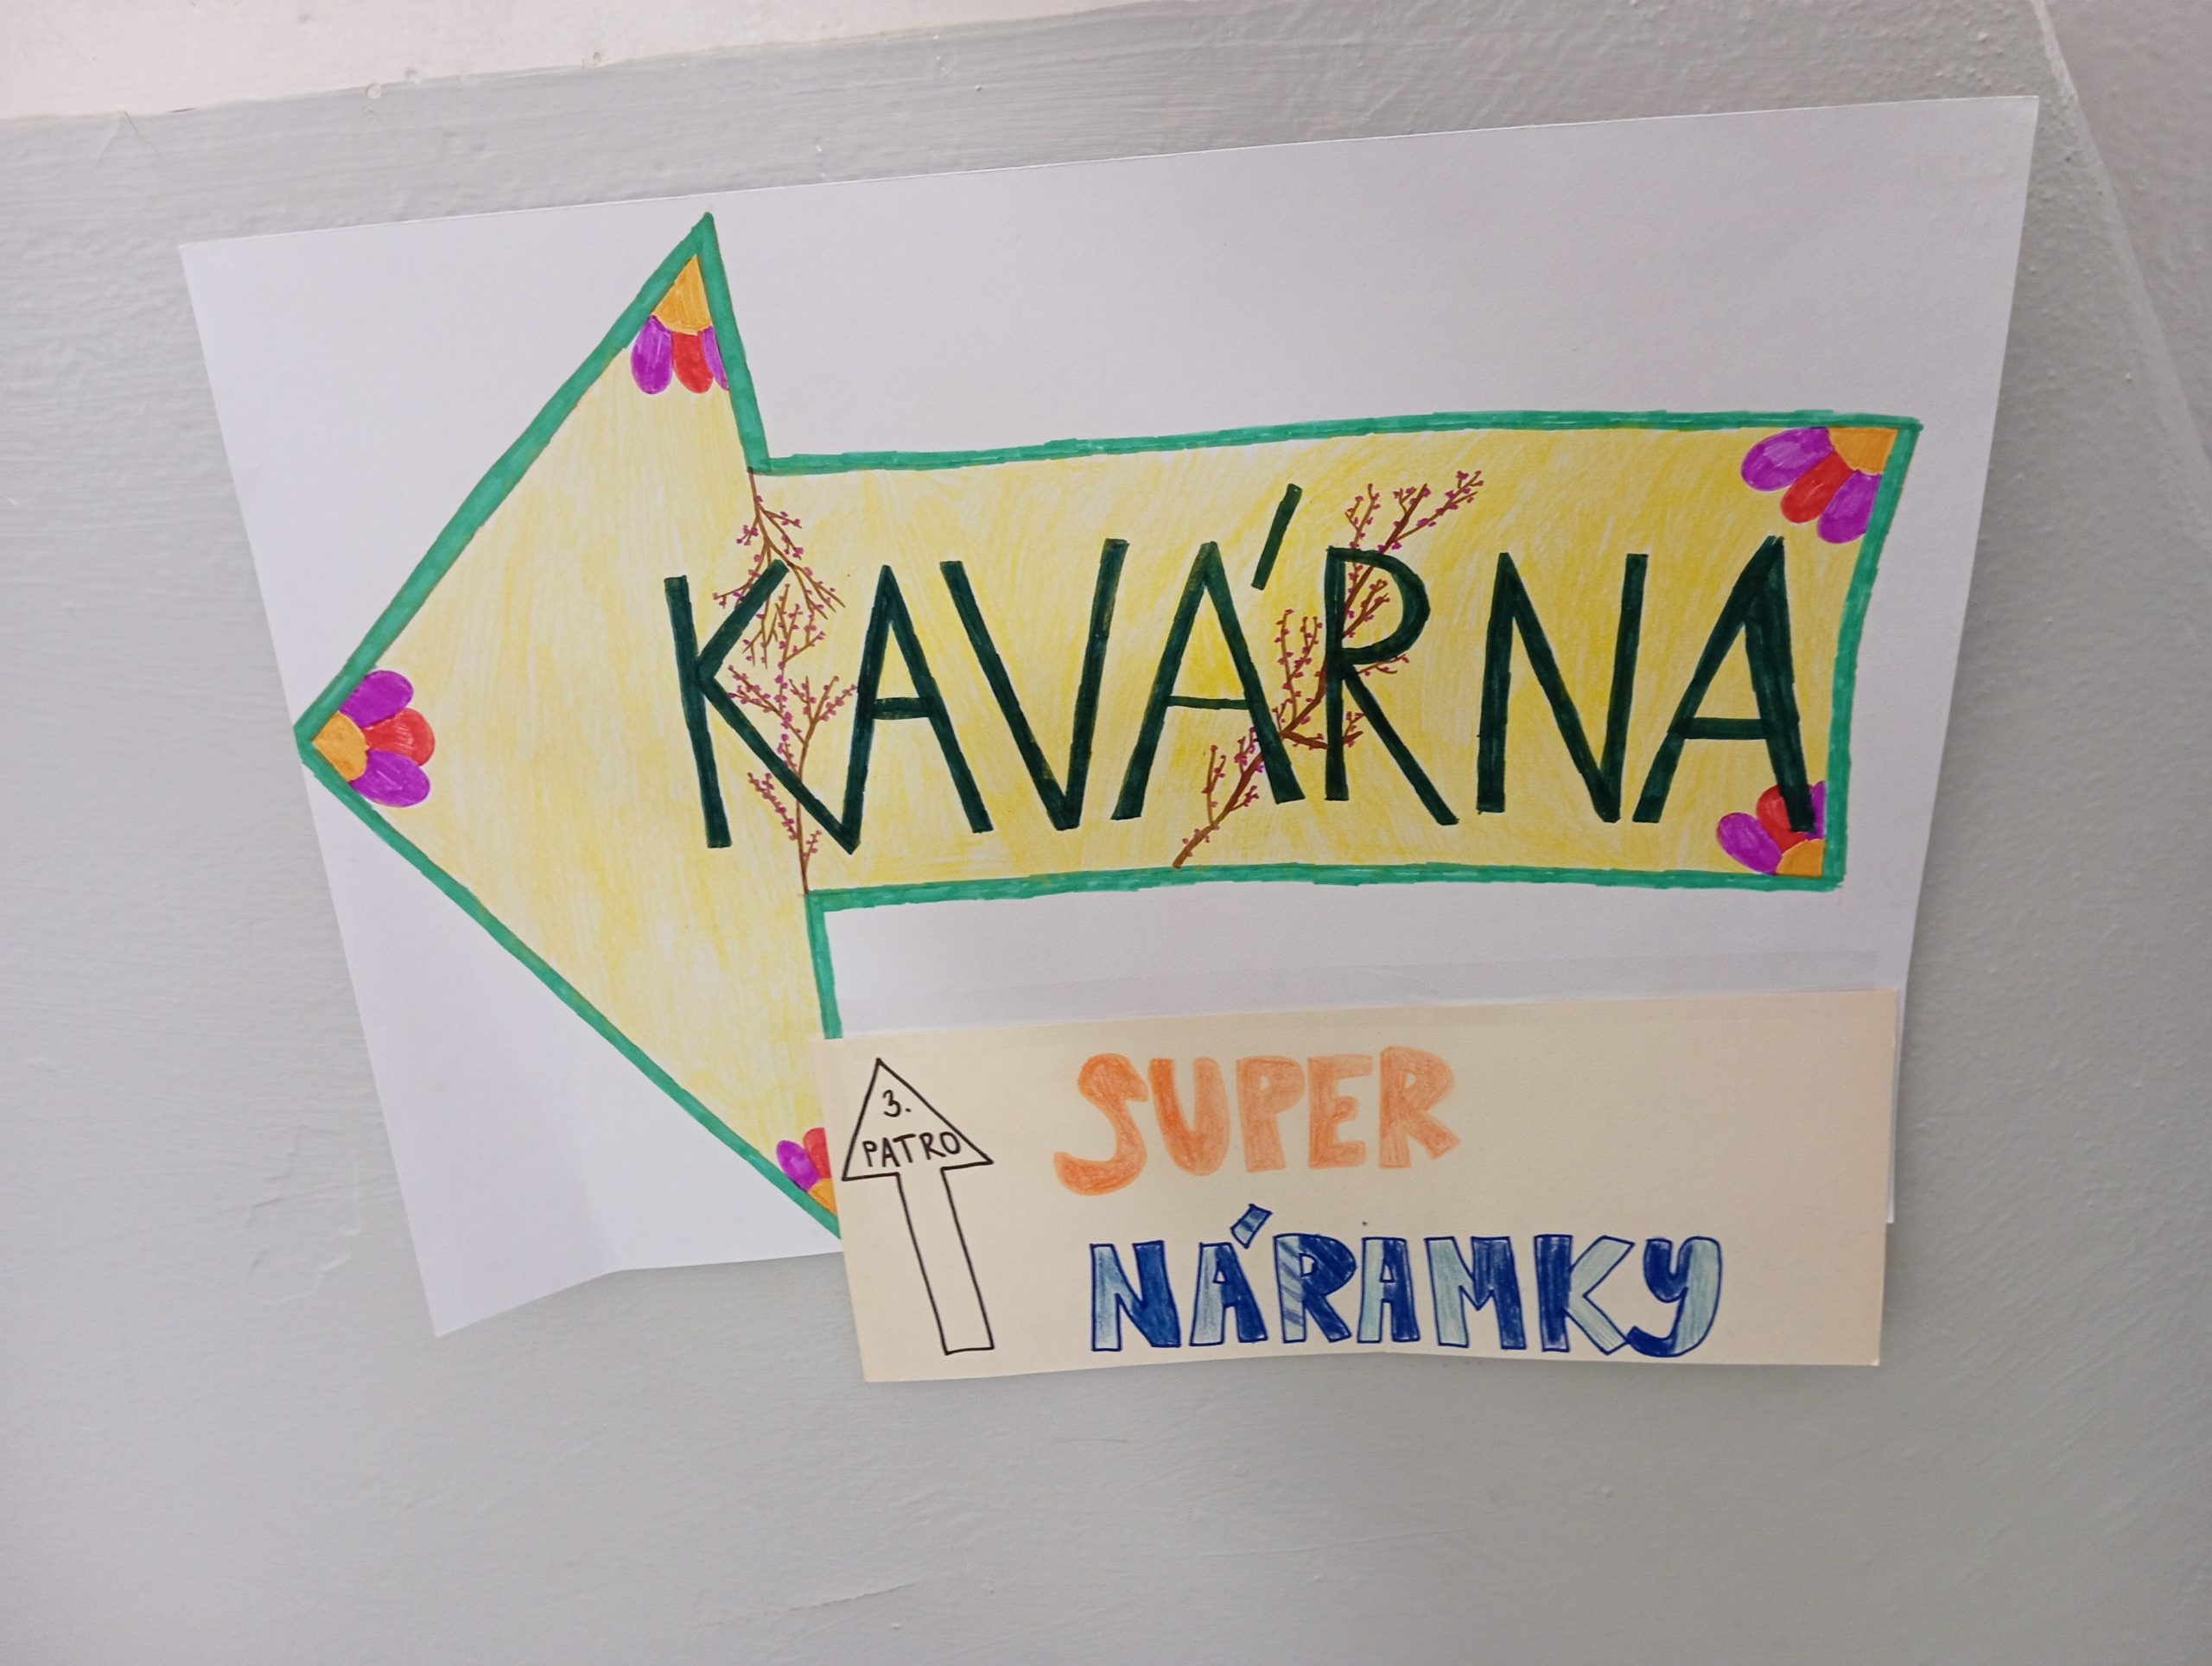 KAVÁRNA
3.
PATRO
SUPER
NÁRAMKY